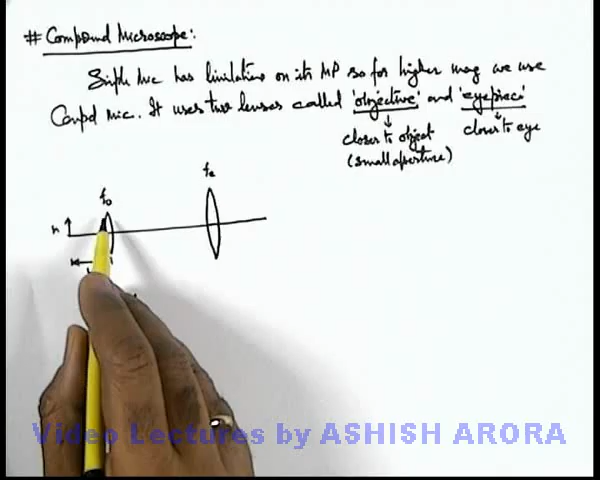 # Compound Microscope:
Simple Mic has limitations on its MP so for higher mag we use
Compd Mic. It uses two lenses called 'objective' and 'eyepiece'
closer to object
closer to eye
(small aperture)
fo
fe
h
Video Lectures by ASHISH ARORA